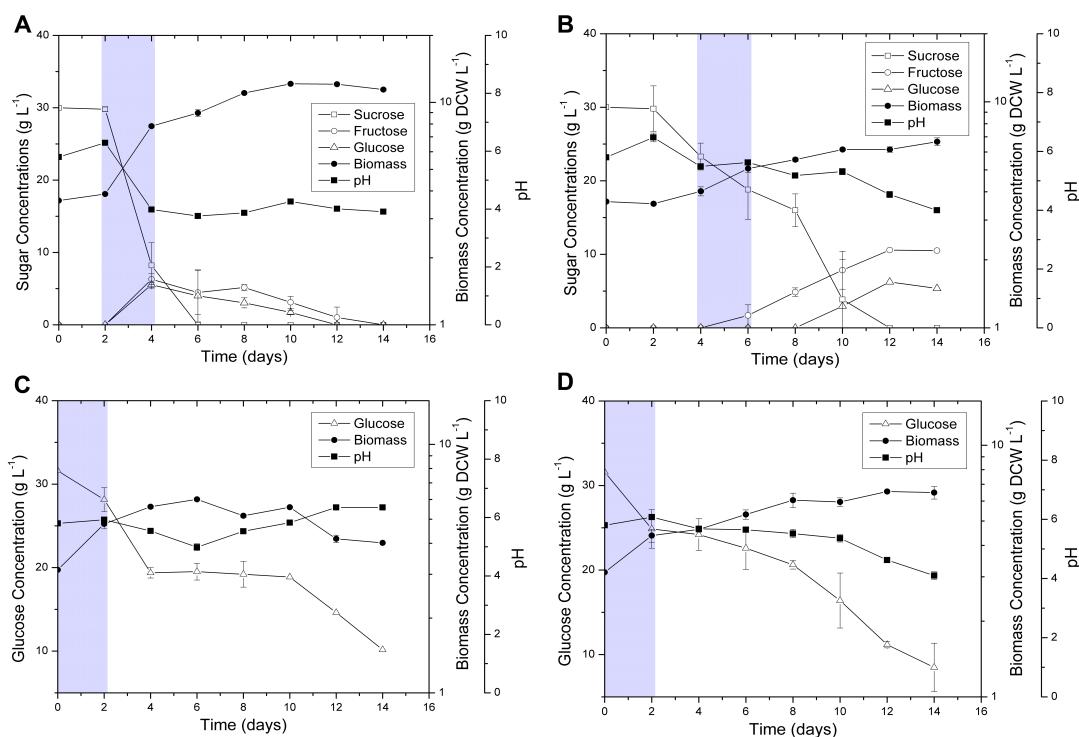 A
40
30
20
10
0
Sugar Concentrations (g L⁻¹)
0 2 4 6 8 10 12 14 16
Time (days)
Sucrose
Fructose
Glucose
Biomass
pH
10
1
Biomass Concentration (g DCW L⁻¹)
10
8
6
4
2
0
pH
B
40
30
20
10
0
Sugar Concentrations (g L⁻¹)
0 2 4 6 8 10 12 14 16
Time (days)
Sucrose
Fructose
Glucose
Biomass
pH
10
1
Biomass Concentration (g DCW L⁻¹)
10
8
6
4
2
0
pH
C
40
30
20
10
Glucose Concentration (g L⁻¹)
0 2 4 6 8 10 12 14 16
Time (days)
Glucose
Biomass
pH
10
1
Biomass Concentration (g DCW L⁻¹)
10
8
6
4
2
0
pH
D
40
30
20
10
Glucose Concentration (g L⁻¹)
0 2 4 6 8 10 12 14 16
Time (days)
Glucose
Biomass
pH
10
1
Biomass Concentration (g DCW L⁻¹)
10
8
6
4
2
0
pH